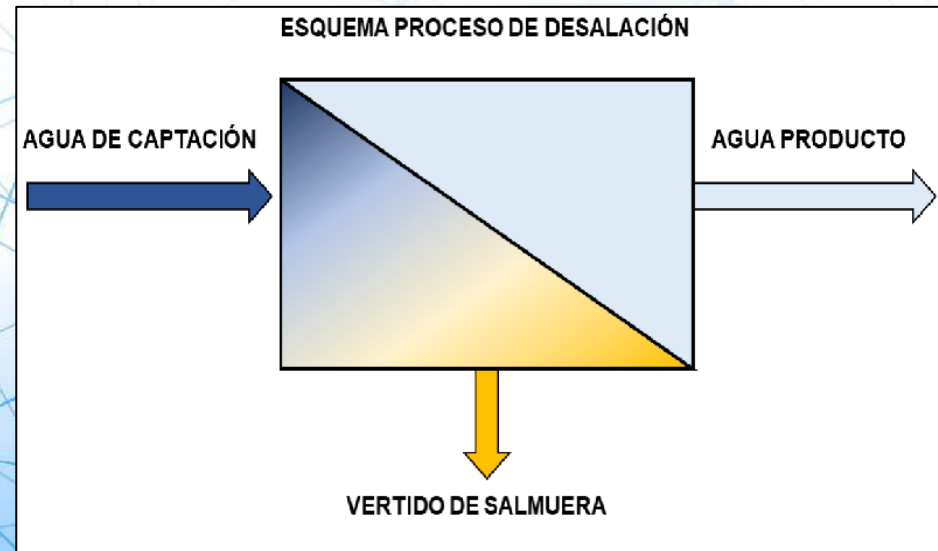 ESQUEMA PROCESO DE DESALACIÓN
AGUA DE CAPTACIÓN
AGUA PRODUCTO
VERTIDO DE SALMUERA